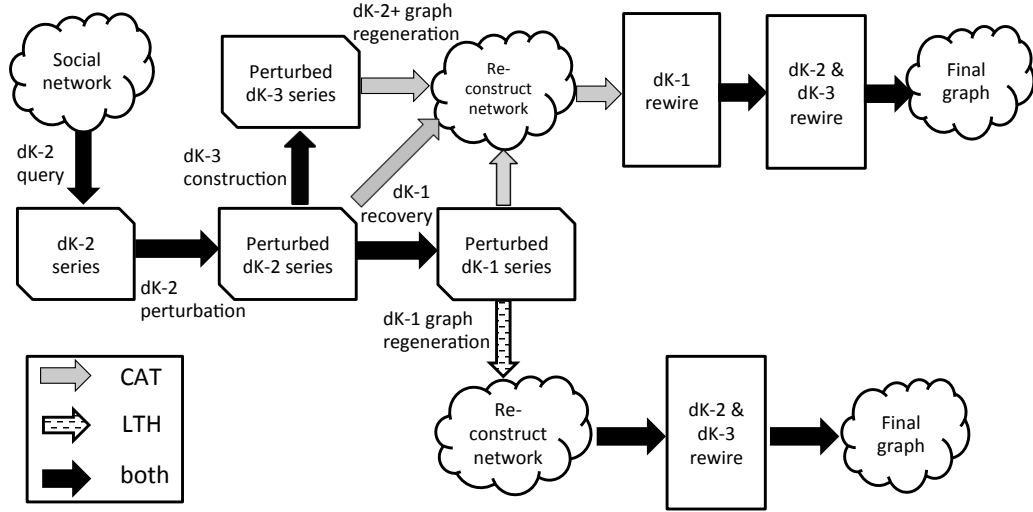 Social
network
dK-2
query
dK-2
series
dK-2
perturbation
Perturbed
dK-2 series
dK-3
construction
Perturbed
dK-3 series
dK-2+ graph
regeneration
Re-
construct
network
dK-1
recovery
Perturbed
dK-1 series
dK-1
rewire
dK-2 &
dK-3
rewire
Final
graph
dK-1 graph
regeneration
Re-
construct
network
dK-2 &
dK-3
rewire
Final
graph
CAT
LTH
both